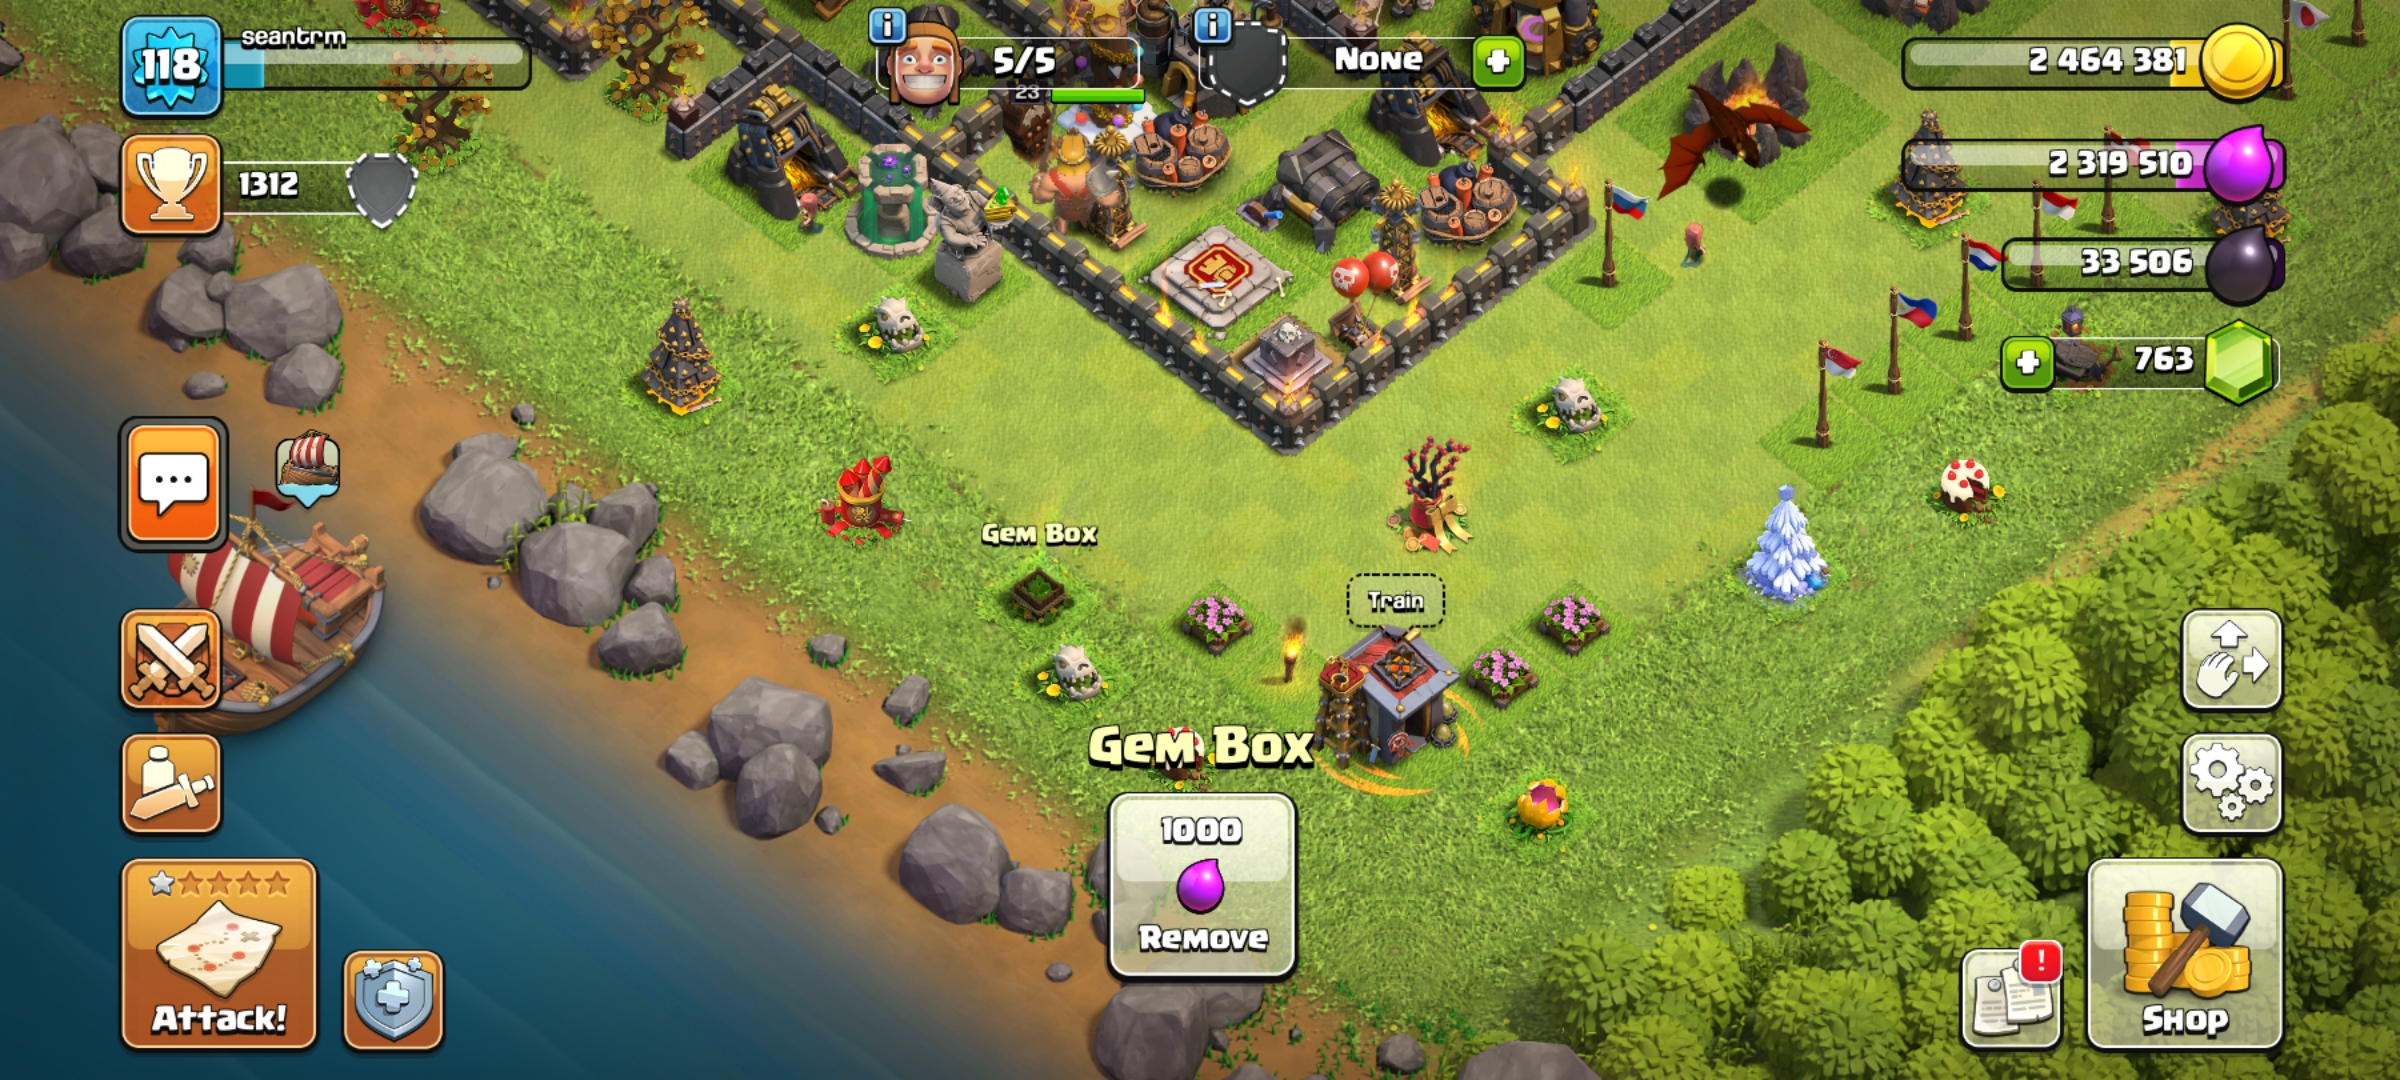 118
seantrm
5/5
None
2 464 381
23
1312
2 319 510
33 506
763
Gem Box
Train
Gem Box
1000
Remove
Attack!
!
Shop